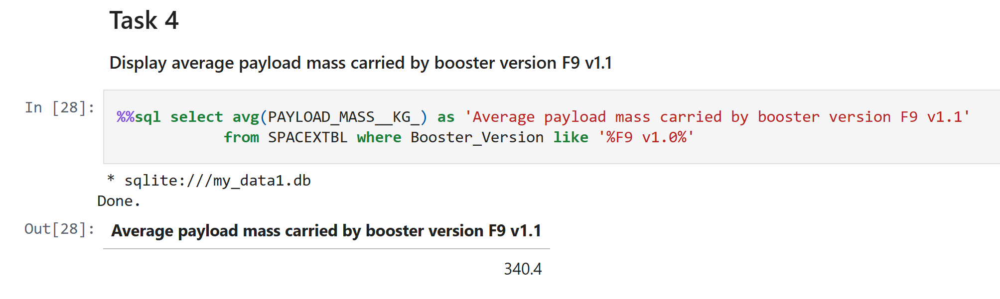 Task 4
Display average payload mass carried by booster version F9 v1.1
In [28]:
%%sql select avg(PAYLOAD_MASS__KG_) as 'Average payload mass carried by booster version F9 v1.1'
from SPACEXTBL where Booster_Version like '%F9 v1.0%'
* sqlite:///my_data1.db
Done.
Out[28]:
Average payload mass carried by booster version F9 v1.1
340.4